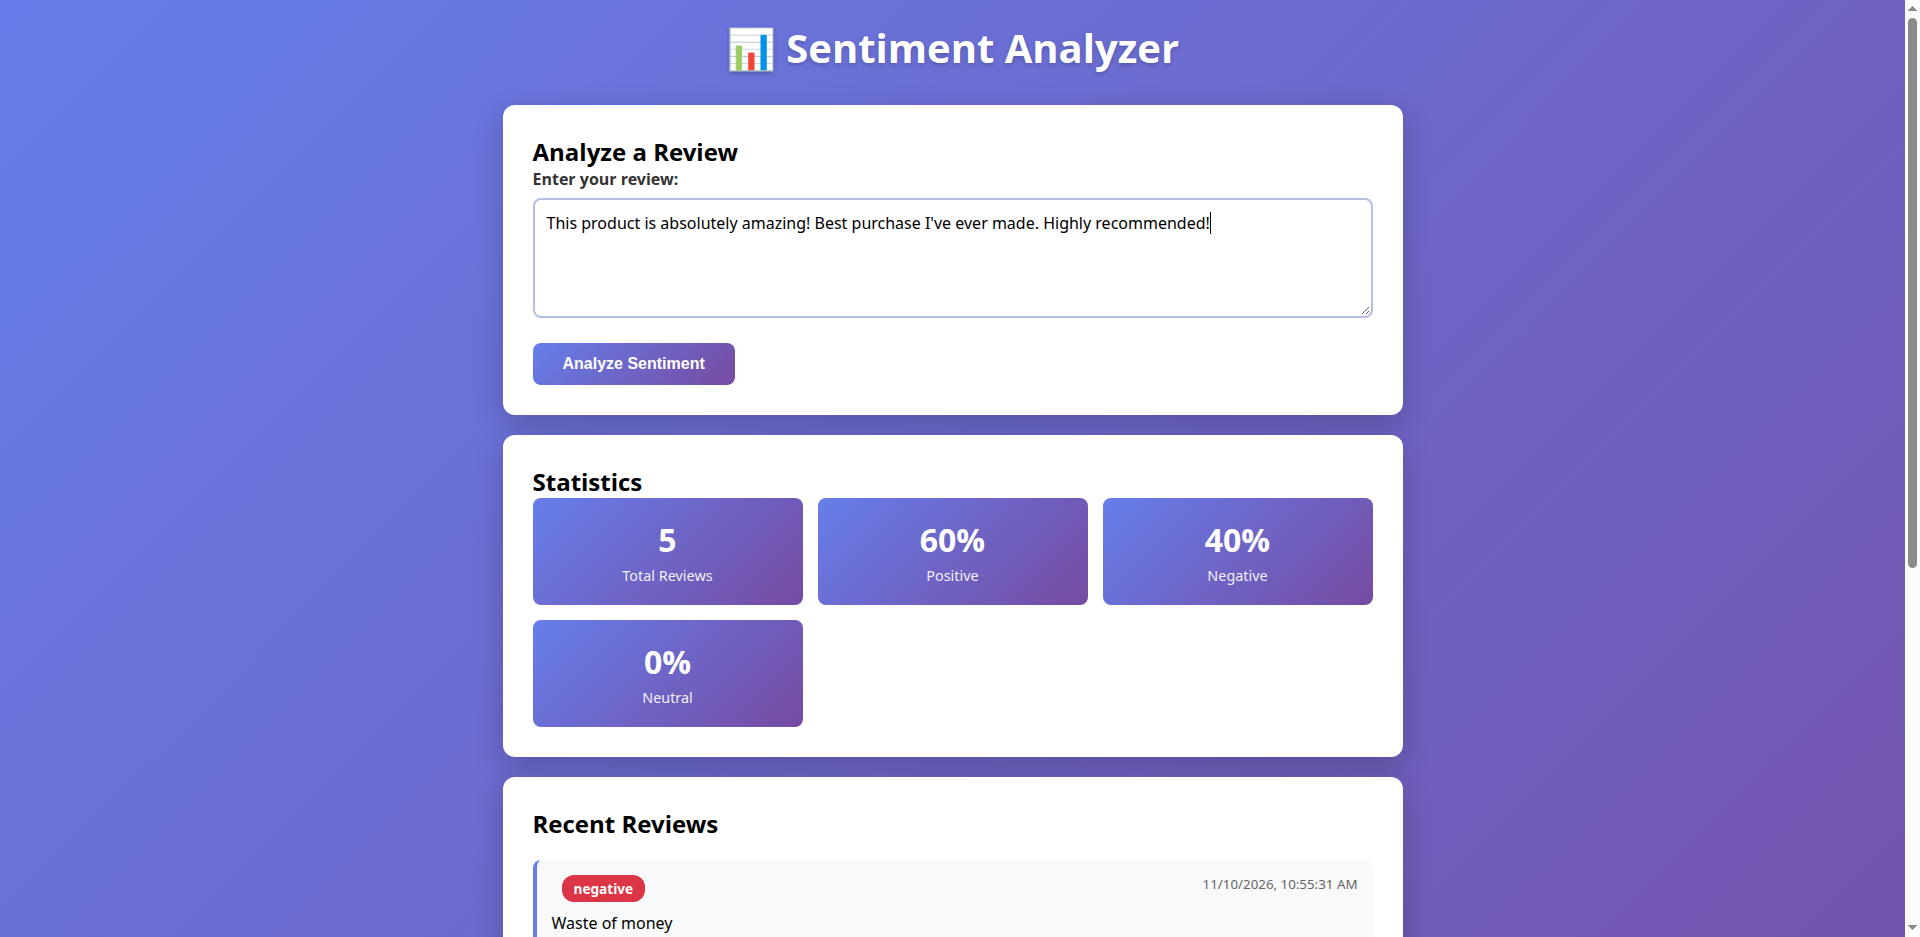 📊 Sentiment Analyzer
Analyze a Review
Enter your review:
This product is absolutely amazing! Best purchase I've ever made. Highly recommended!
Analyze Sentiment
Statistics
5
Total Reviews
60%
Positive
40%
Negative
0%
Neutral
Recent Reviews
negative
11/10/2026, 10:55:31 AM
Waste of money